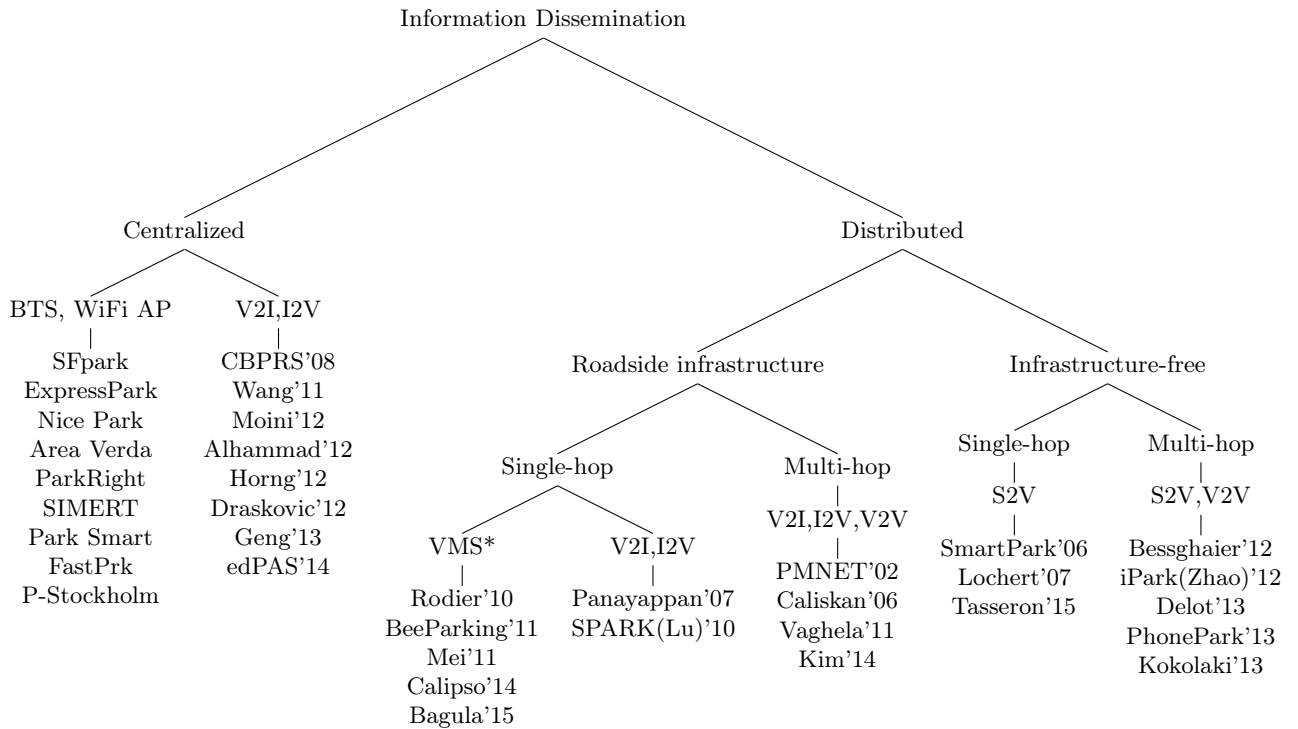 Information Dissemination
Centralized
Distributed
BTS, WiFi AP
SFpark
ExpressPark
Nice Park
Area Verda
ParkRight
SIMERT
Park Smart
FastPrk
P-Stockholm
V2I,I2V
CBPRS'08
Wang'11
Moini'12
Alhammad'12
Horng'12
Draskovic'12
Geng'13
edPAS'14
Roadside infrastructure
Infrastructure-free
Single-hop
Multi-hop
VMS*
Rodier'10
BeeParking'11
Mei'11
Calipso'14
Bagula'15
V2I,I2V
Panayappan'07
SPARK(Lu)'10
V2I,I2V,V2V
PMNET'02
Caliskan'06
Vaghela'11
Kim'14
Single-hop
S2V
SmartPark'06
Lochert'07
Tasseron'15
Multi-hop
S2V,V2V
Bessghaier'12
iPark(Zhao)'12
Delot'13
PhonePark'13
Kokolaki'13